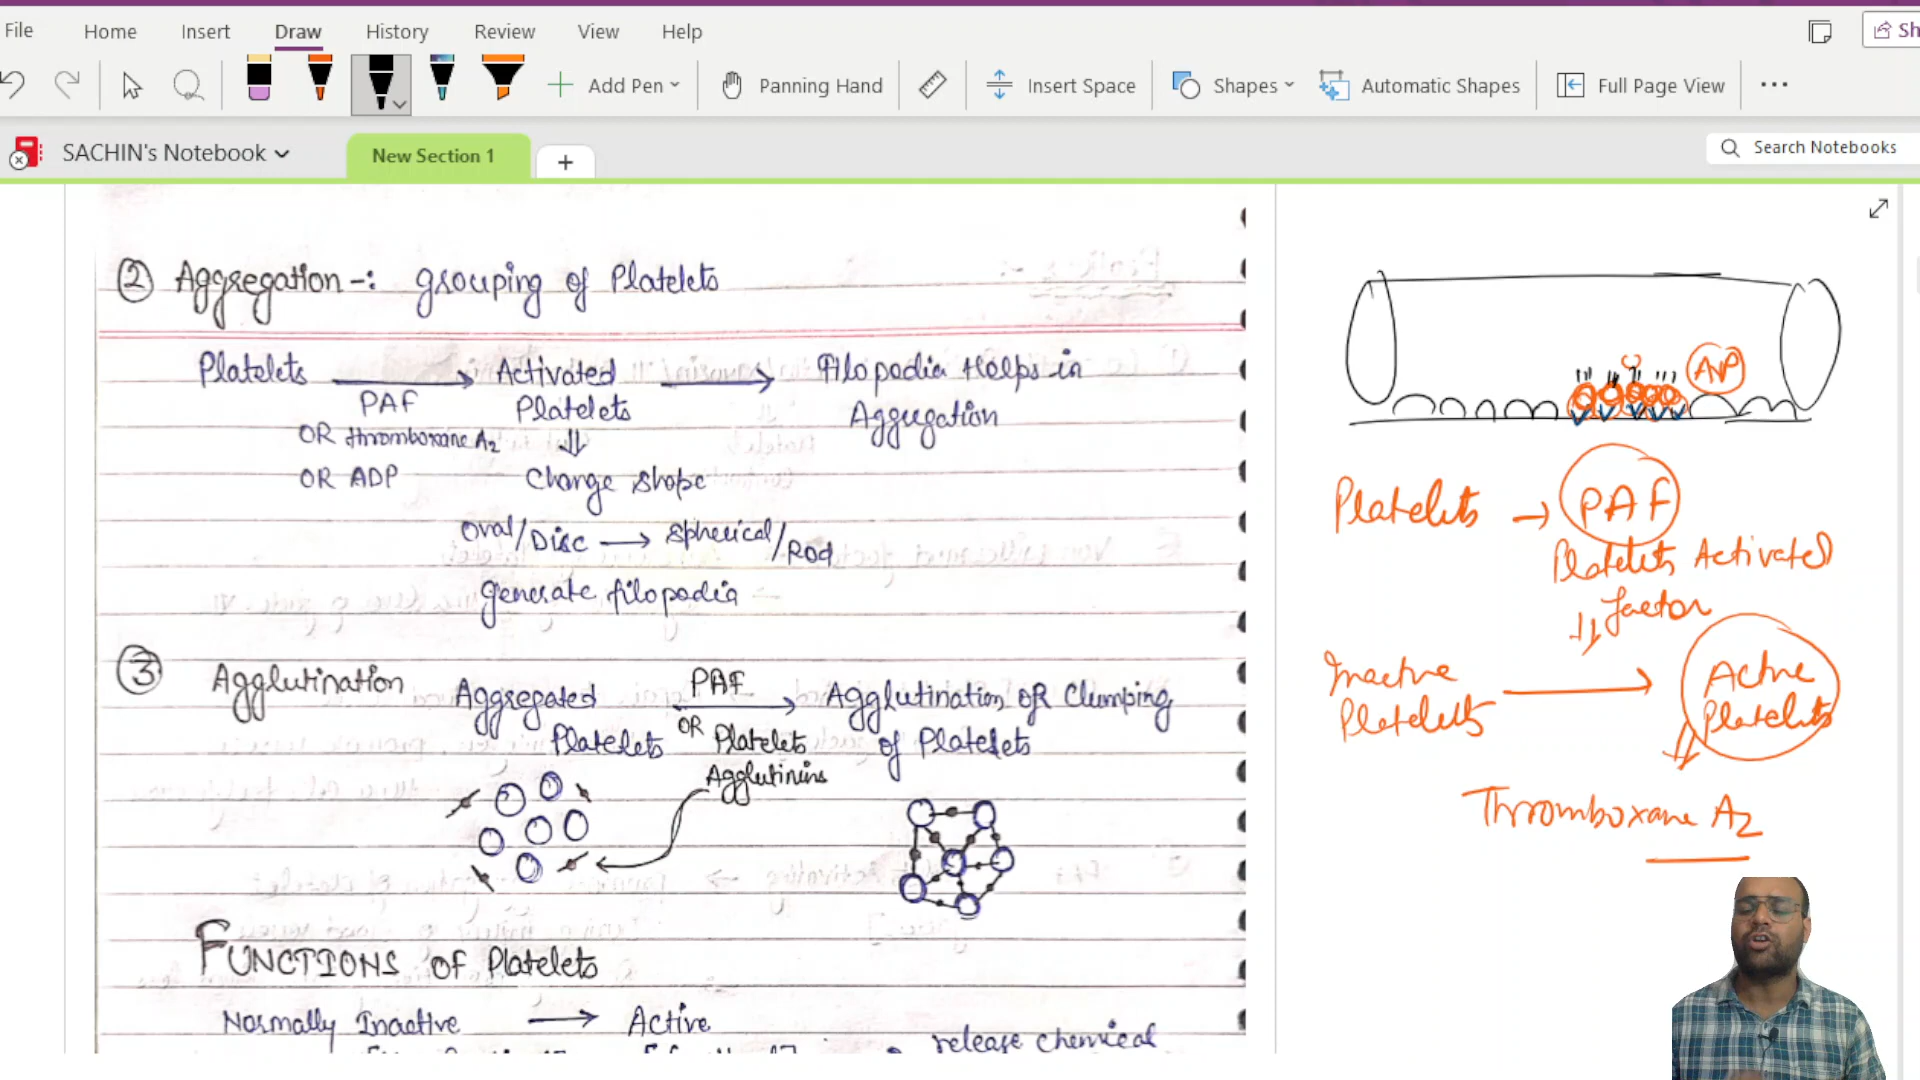 File Home Insert Draw History Review View Help Sh
Add Pen Panning Hand Insert Space Shapes Automatic Shapes Full Page View
SACHIN's Notebook New Section 1 + Search Notebooks
② Aggregation -: grouping of Platelets
Platelets → Activated Platelets → Filopodia Helps in Aggregation
PAF
OR thromboxane A2
OR ADP
⇓
Change shape
Oval/Disc → Spherical/Rod
generate filopodia
③ Agglutination
Aggregated Platelets → Agglutination OR Clumping of Platelets
PAF
OR Platelets
Agglutinins
FUNCTIONS of Platelets
Normally Inactive → Active
release chemical
Platelets → PAF
Platelets Activated
factor
Inactive Platelets → Active Platelets
Thromboxane A2